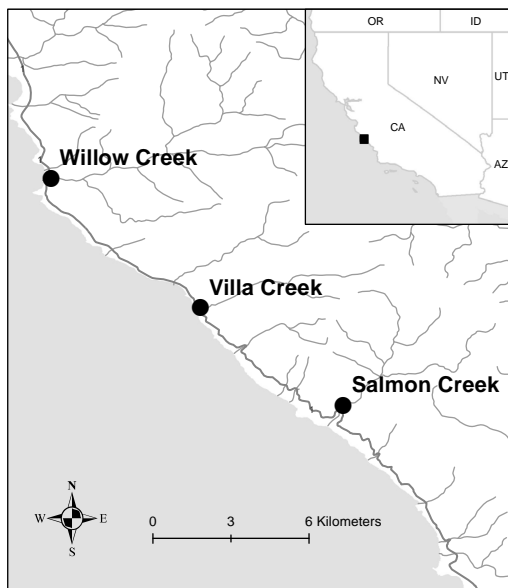 OR ID
NV UT
CA
AZ
Willow Creek
Villa Creek
Salmon Creek
N
W E
S
0 3 6 Kilometers